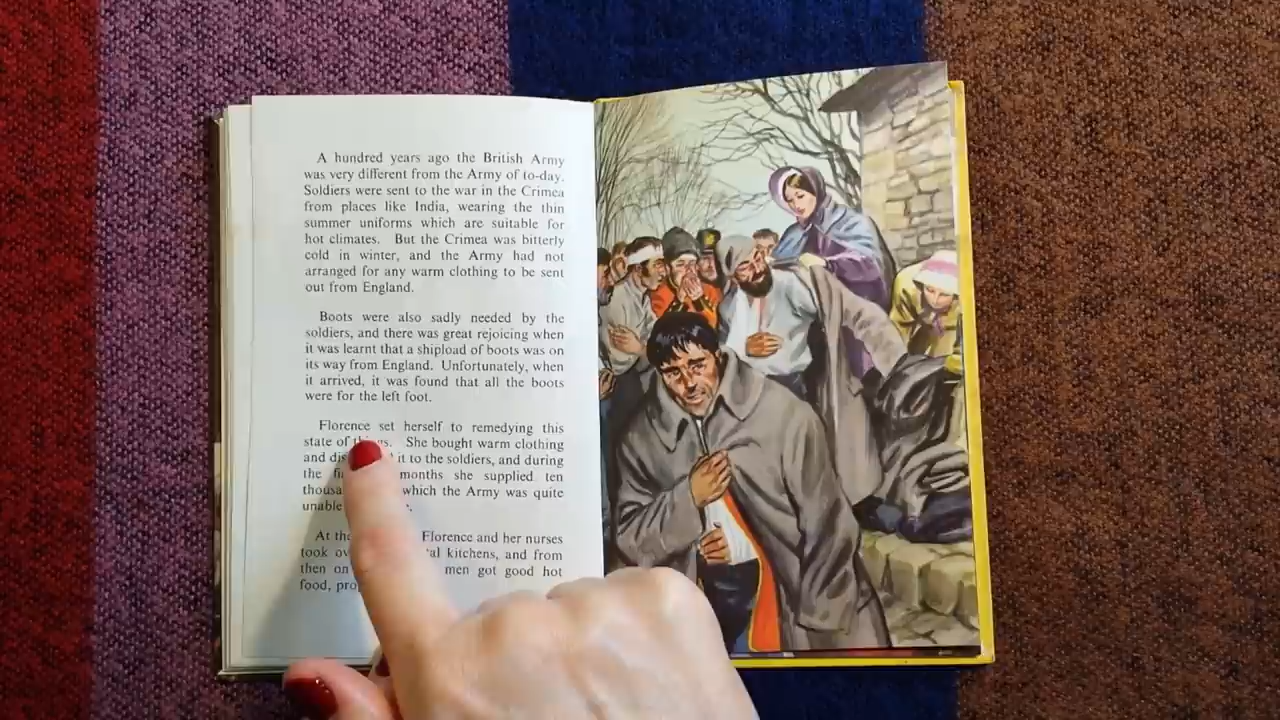 A hundred years ago the British Army
was very different from the Army of to-day.
Soldiers were sent to the war in the Crimea
from places like India, wearing the thin
summer uniforms which are suitable for
hot climates. But the Crimea was bitterly
cold in winter, and the Army had not
arranged for any warm clothing to be sent
out from England.
Boots were also sadly needed by the
soldiers, and there was great rejoicing when
it was learnt that a shipload of boots was on
its way from England. Unfortunately, when
it arrived, it was found that all the boots
were for the left foot.
Florence set herself to remedying this
state of things. She bought warm clothing
and it to the soldiers, and during
the months she supplied ten
which the Army was quite
unable
At the Florence and her nurses
took kitchens, and from
then on men got good hot
food,